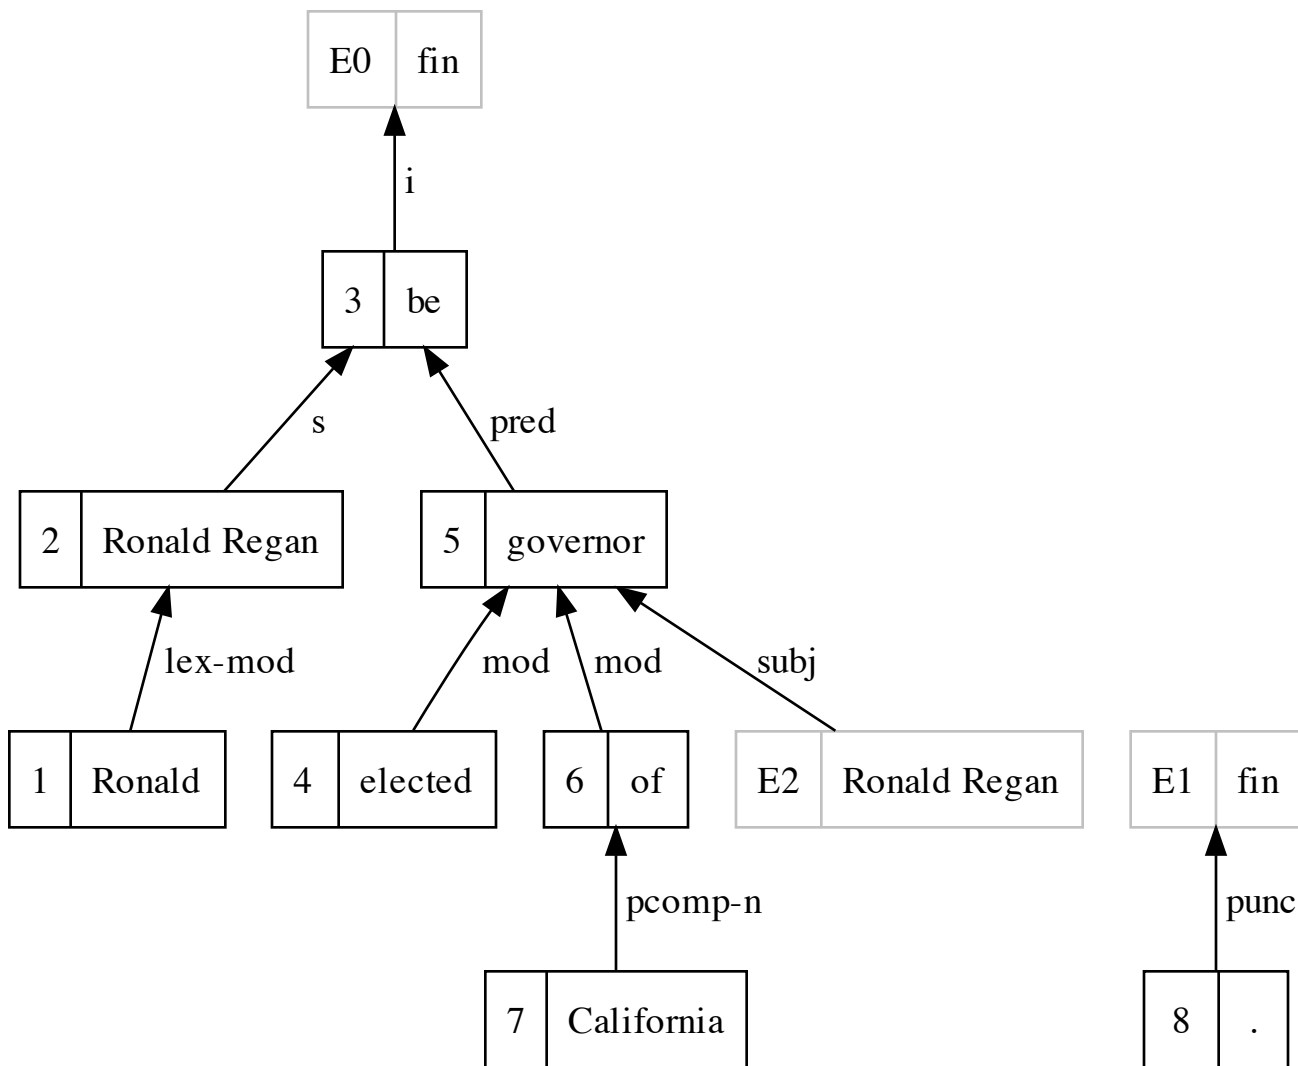 E0 fin
i
3 be
s pred
2 Ronald Regan 5 governor
lex-mod mod mod subj
1 Ronald 4 elected 6 of E2 Ronald Regan E1 fin
pcomp-n punc
7 California 8 .